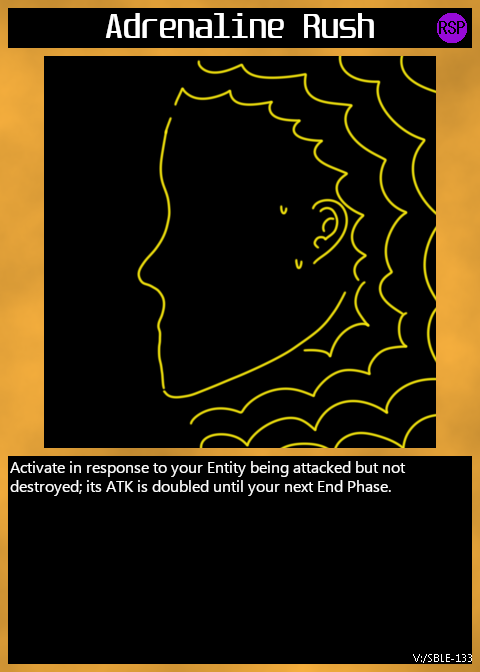 Adrenaline Rush
RSP
Activate in response to your Entity being attacked but not
destroyed; its ATK is doubled until your next End Phase.
V:/SBLE-133